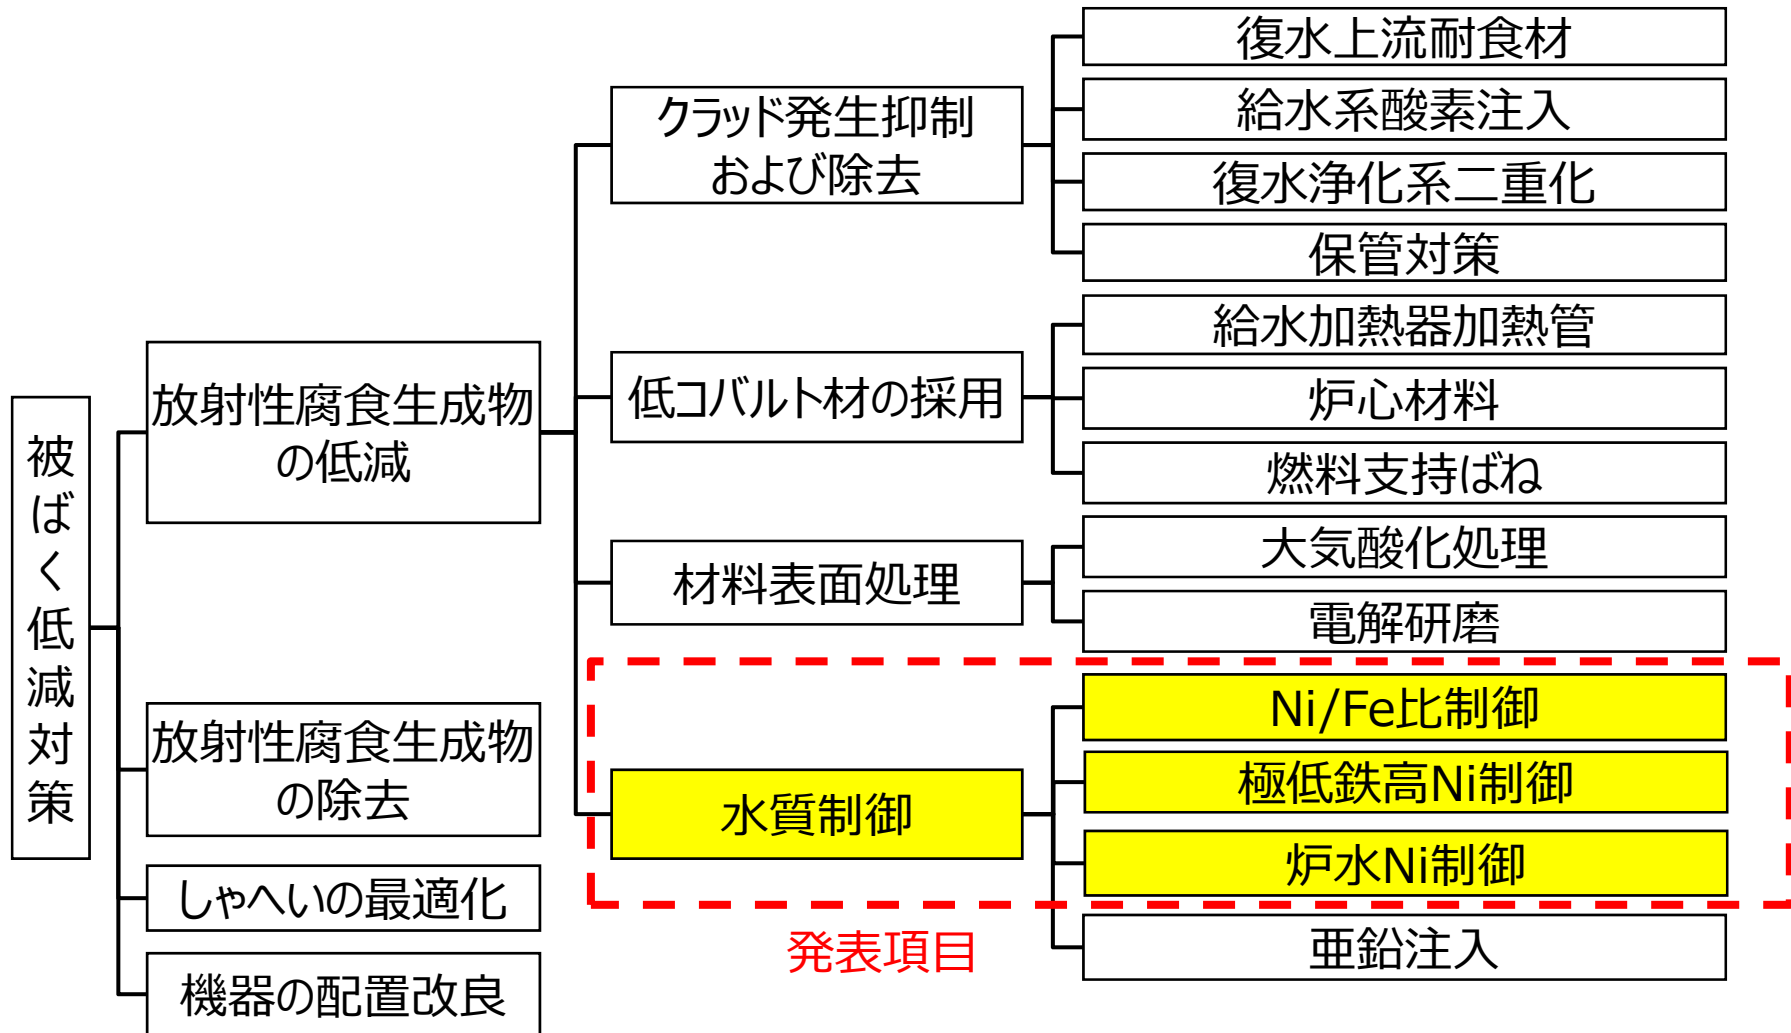 被ばく低減対策
放射性腐食生成物
の低減
放射性腐食生成物
の除去
しゃへいの最適化
機器の配置改良
クラッド発生抑制
および除去
低コバルト材の採用
材料表面処理
水質制御
復水上流耐食材
給水系酸素注入
復水浄化系二重化
保管対策
給水加熱器加熱管
炉心材料
燃料支持ばね
大気酸化処理
電解研磨
Ni/Fe比制御
極低鉄高Ni制御
炉水Ni制御
亜鉛注入
発表項目